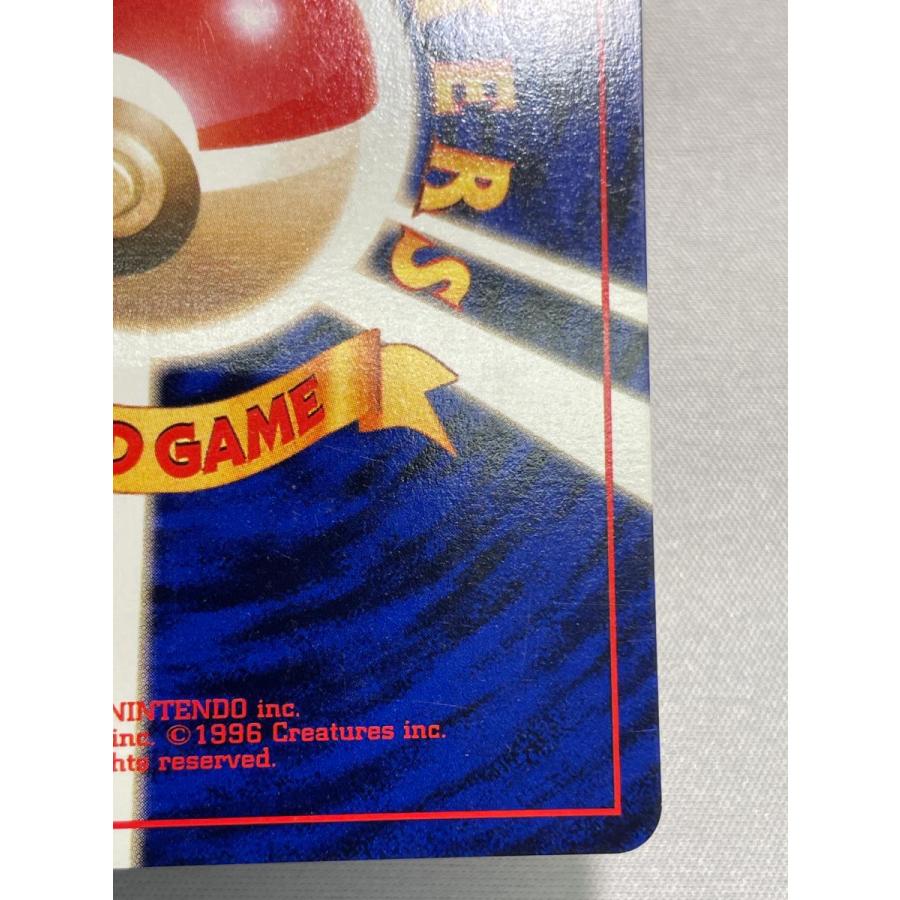 ERS
GAME
NINTENDO inc.
inc. ©1996 Creatures inc.
hts reserved.